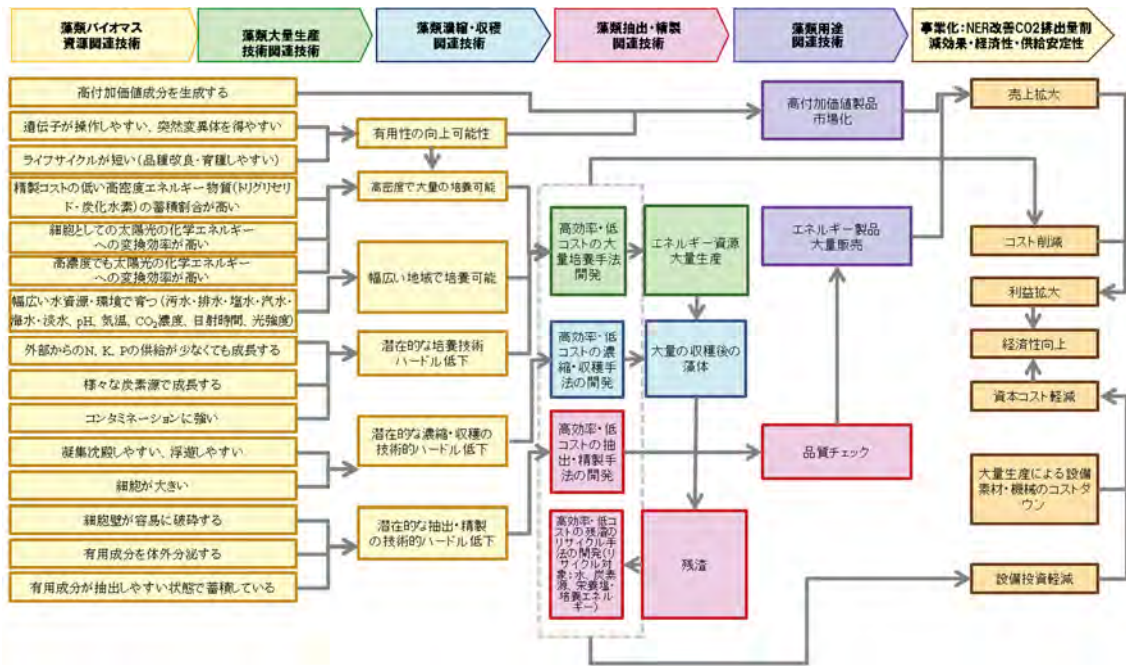 藻類バイオマス
資源関連技術
藻類大量生産
技術関連技術
藻類濃縮・収穫
関連技術
藻類抽出・精製
関連技術
藻類用途
関連技術
事業化：NER改善CO2排出量削
減効果・経済性・供給安定性
高付加価値成分を生成する
遺伝子が操作しやすい、突然変異体を得やすい
ライフサイクルが短い（品種改良・育種しやすい）
精製コストの低い高密度エネルギー物質（トリグリセリ
ド・炭化水素）の蓄積割合が高い
細胞としての太陽光の化学エネルギー
への変換効率が高い
高濃度でも太陽光の化学エネルギー
への変換効率が高い
幅広い水資源・環境で育つ（汚水・排水・塩水・汽水・
海水・淡水、pH、気温、CO₂濃度、日射時間、光強度）
外部からのN、K、Pの供給が少なくても成長する
様々な炭素源で成長する
コンタミネーションに強い
凝集沈殿しやすい、浮遊しやすい
細胞が大きい
細胞壁が容易に破砕する
有用成分を体外分泌する
有用成分が抽出しやすい状態で蓄積している
有用性の向上可能性
高密度で大量の培養可能
幅広い地域で培養可能
潜在的な培養技術
ハードル低下
潜在的な濃縮・収穫の
技術的ハードル低下
潜在的な抽出・精製
の技術的ハードル低下
高効率・低
コストの大
量培養手法
開発
高効率・低
コストの濃
縮・収穫手
法の開発
高効率・低
コストの抽
出・精製手
法の開発
高効率・低コ
ストの残渣のリ
サイクル手法
の開発（リ
サイクル対
象：水、炭素
源、栄養塩・
培養エネル
ギー）
エネルギー資源
大量生産
大量の収穫後の
藻体
残渣
高付加価値製品
市場化
エネルギー製品
大量販売
品質チェック
売上拡大
コスト削減
利益拡大
経済性向上
資本コスト軽減
大量生産による設備
素材・機械のコストダ
ウン
設備投資軽減